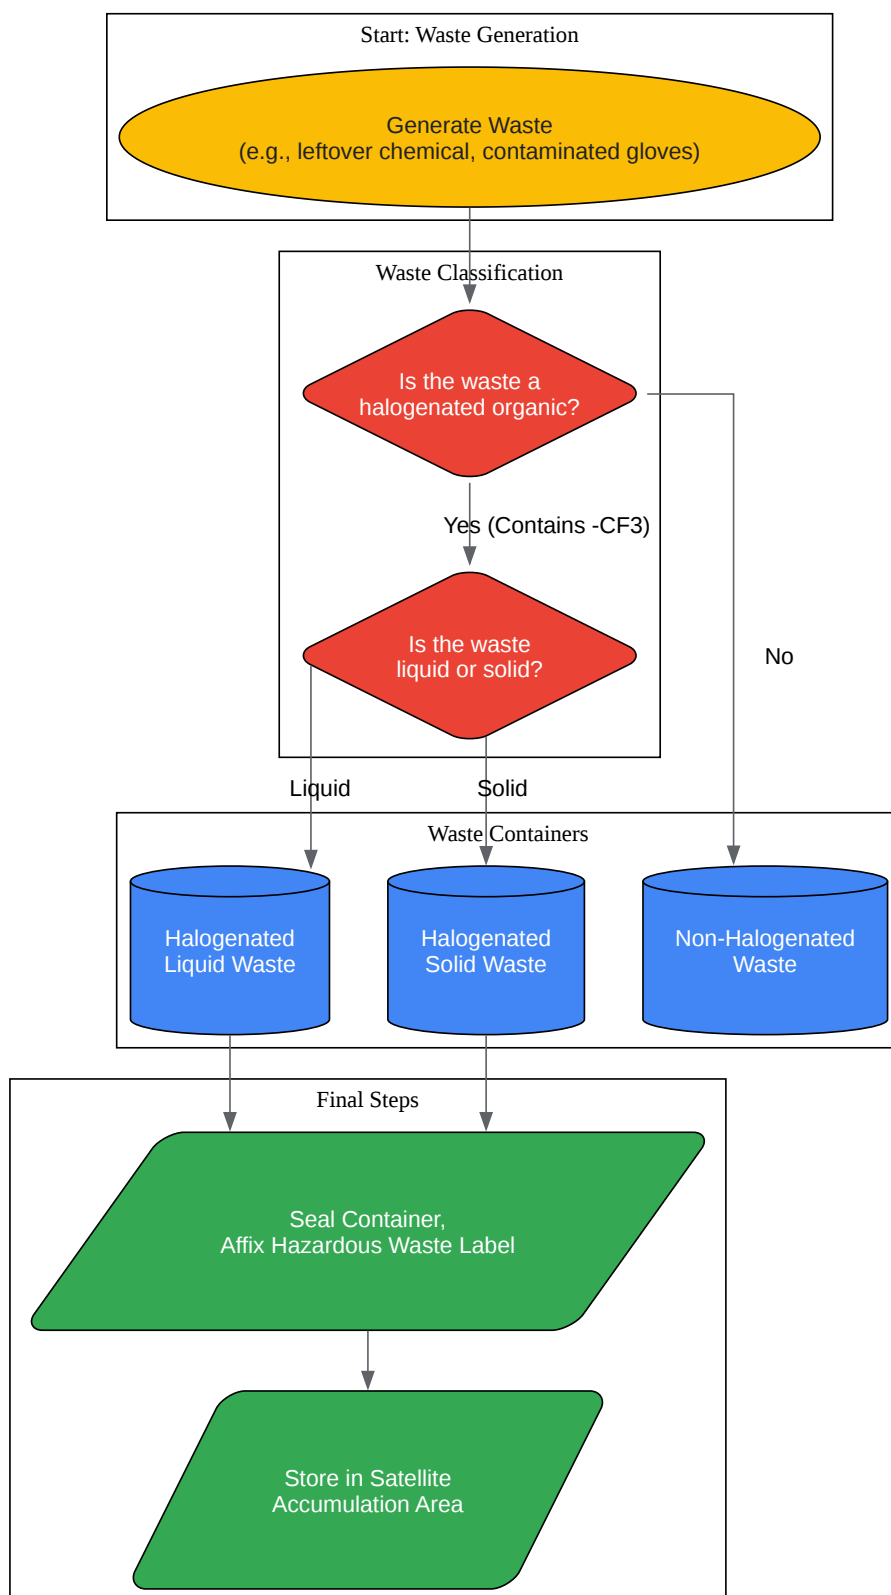 Start: Waste Generation
Generate Waste
(e.g., leftover chemical, contaminated gloves)
Waste Classification
Is the waste a
halogenated organic?
Yes (Contains -CF3)
Is the waste
liquid or solid?
No
Liquid
Solid
Waste Containers
Halogenated
Liquid Waste
Halogenated
Solid Waste
Non-Halogenated
Waste
Final Steps
Seal Container,
Affix Hazardous Waste Label
Store in Satellite
Accumulation Area